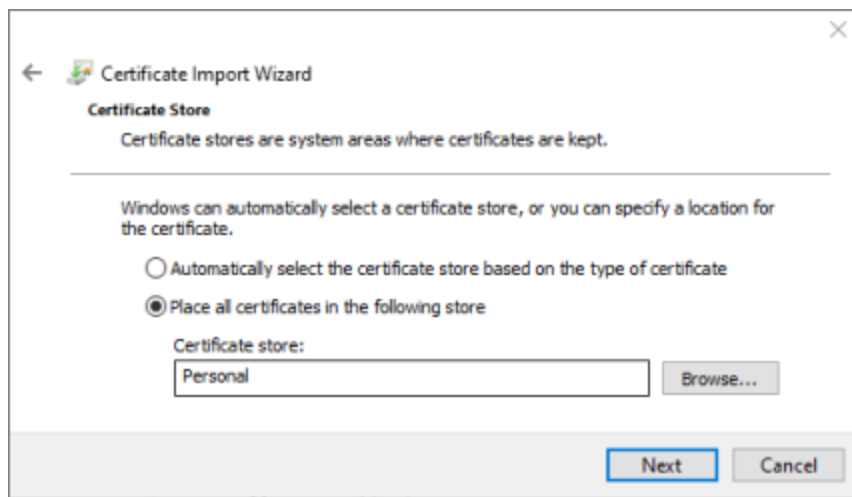 Certificate Import Wizard
Certificate Store
Certificate stores are system areas where certificates are kept.
Windows can automatically select a certificate store, or you can specify a location for
the certificate.
Automatically select the certificate store based on the type of certificate
Place all certificates in the following store
Certificate store:
Personal
Browse...
Next
Cancel